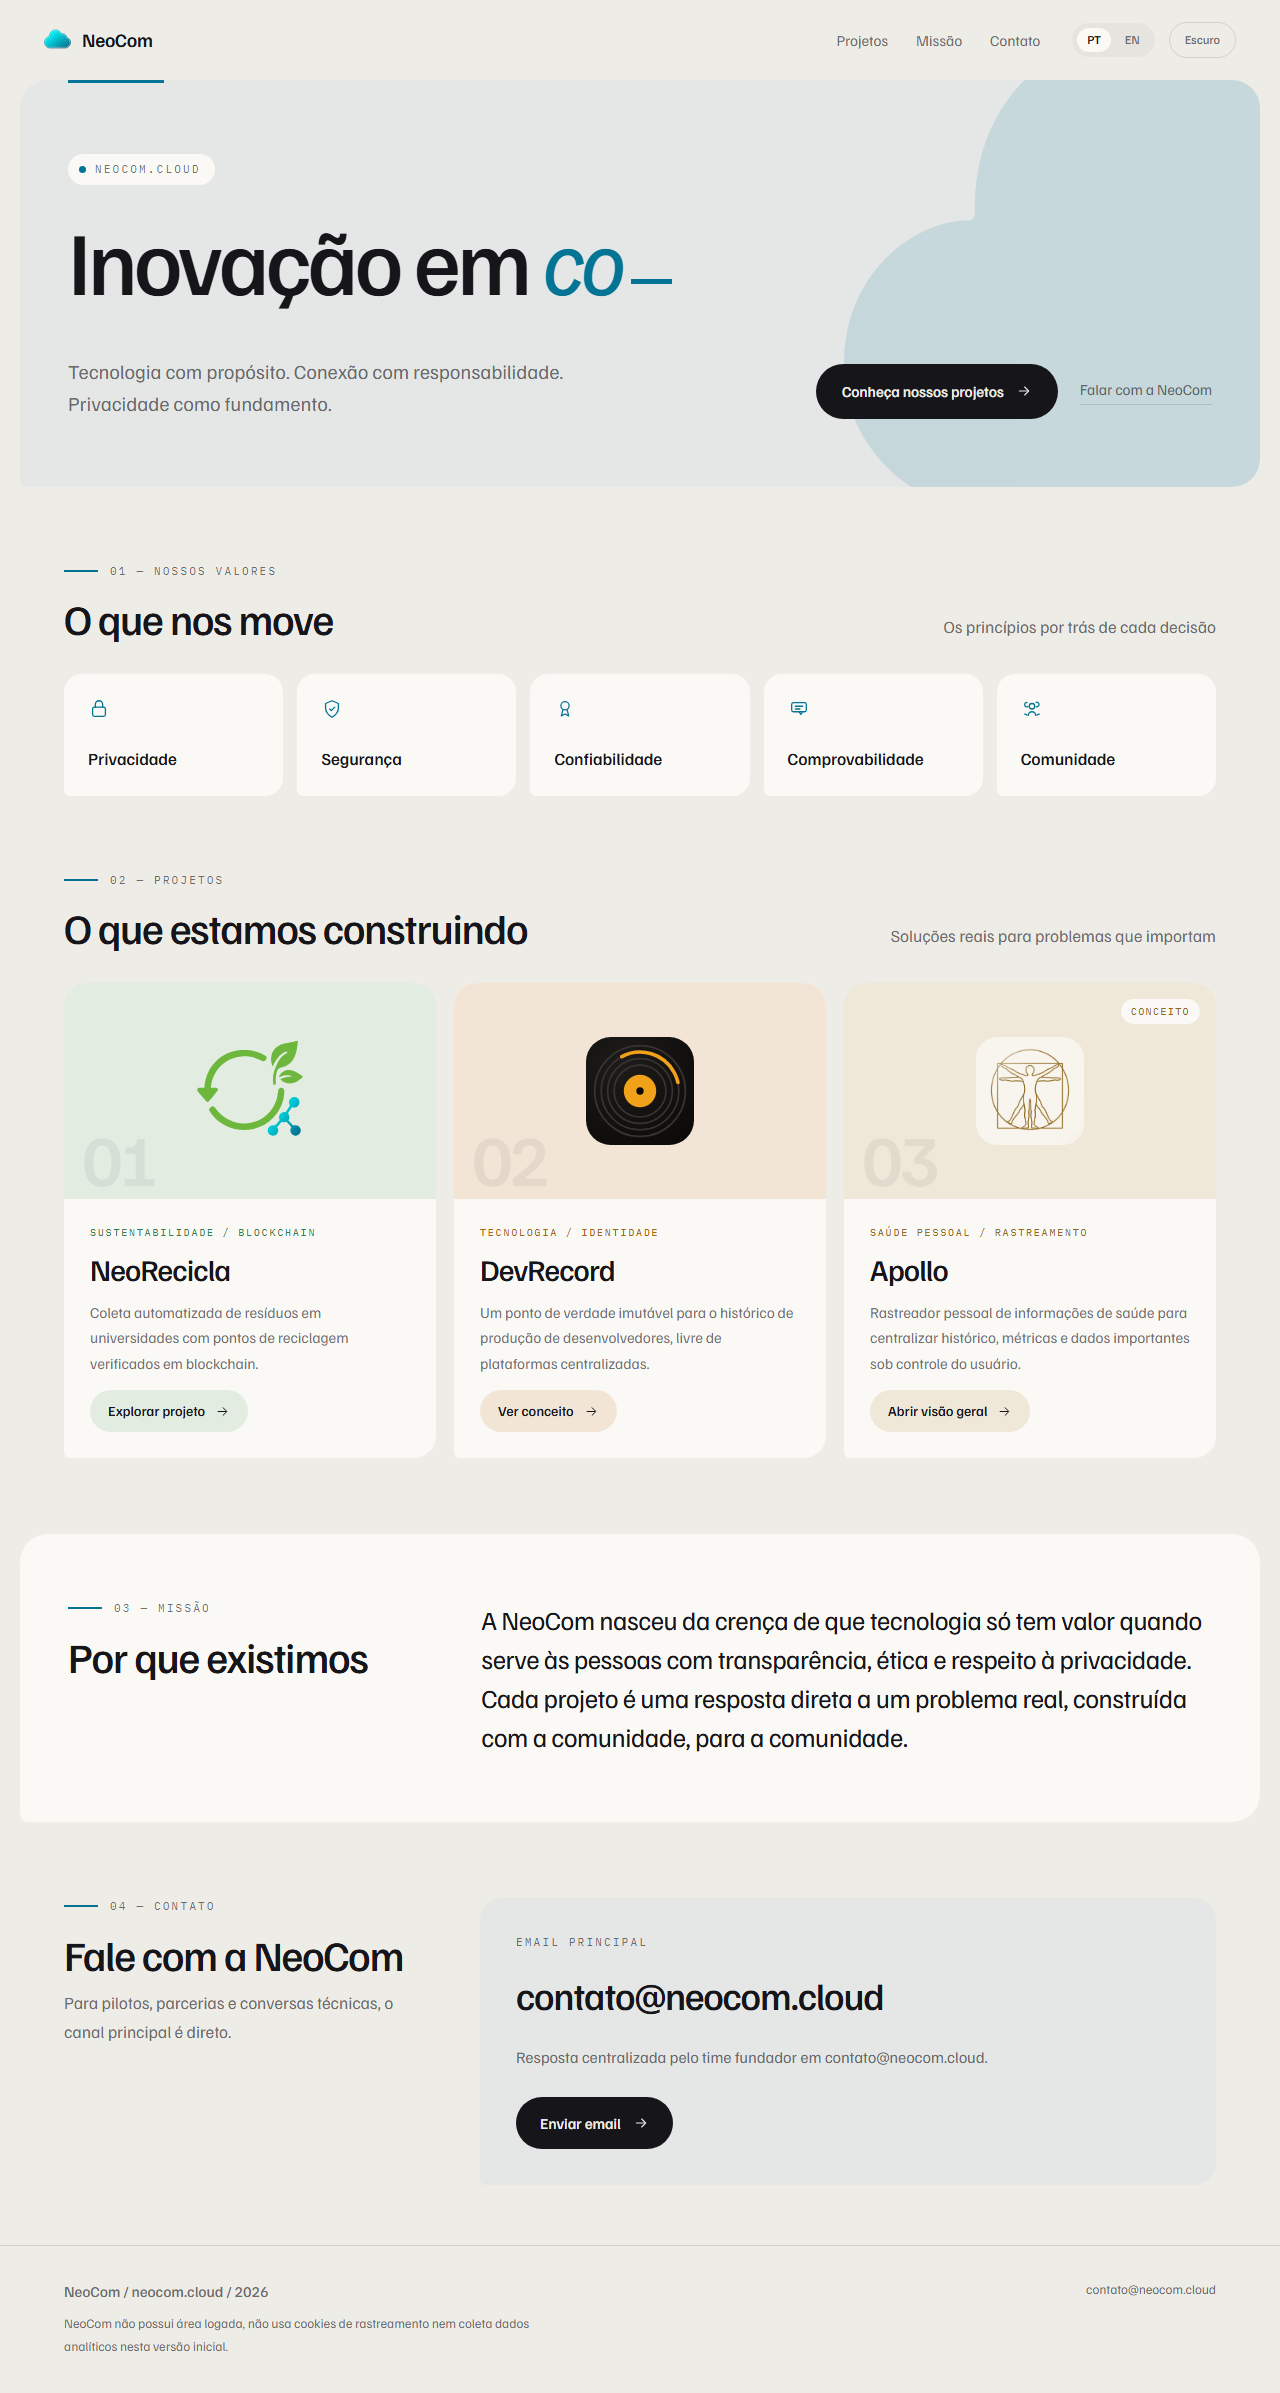 NeoCom
Projetos
Missão
Contato
PT
EN
Escuro
NEOCOM.CLOUD
Inovação em co_
Tecnologia com propósito. Conexão com responsabilidade.
Privacidade como fundamento.
Conheça nossos projetos →
Falar com a NeoCom
01 — NOSSOS VALORES
O que nos move
Os princípios por trás de cada decisão
Privacidade
Segurança
Confiabilidade
Comprovabilidade
Comunidade
02 — PROJETOS
O que estamos construindo
Soluções reais para problemas que importam
01
SUSTENTABILIDADE / BLOCKCHAIN
NeoRecicla
Coleta automatizada de resíduos em
universidades com pontos de reciclagem
verificados em blockchain.
Explorar projeto →
02
TECNOLOGIA / IDENTIDADE
DevRecord
Um ponto de verdade imutável para o histórico de
produção de desenvolvedores, livre de
plataformas centralizadas.
Ver conceito →
CONCEITO
03
SAÚDE PESSOAL / RASTREAMENTO
Apollo
Rastreador pessoal de informações de saúde para
centralizar histórico, métricas e dados importantes
sob controle do usuário.
Abrir visão geral →
03 — MISSÃO
Por que existimos
A NeoCom nasceu da crença de que tecnologia só tem valor quando
serve às pessoas com transparência, ética e respeito à privacidade.
Cada projeto é uma resposta direta a um problema real, construída
com a comunidade, para a comunidade.
04 — CONTATO
Fale com a NeoCom
Para pilotos, parcerias e conversas técnicas, o
canal principal é direto.
EMAIL PRINCIPAL
contato@neocom.cloud
Resposta centralizada pelo time fundador em contato@neocom.cloud.
Enviar email →
NeoCom / neocom.cloud / 2026
NeoCom não possui área logada, não usa cookies de rastreamento nem coleta dados
analíticos nesta versão inicial.
contato@neocom.cloud